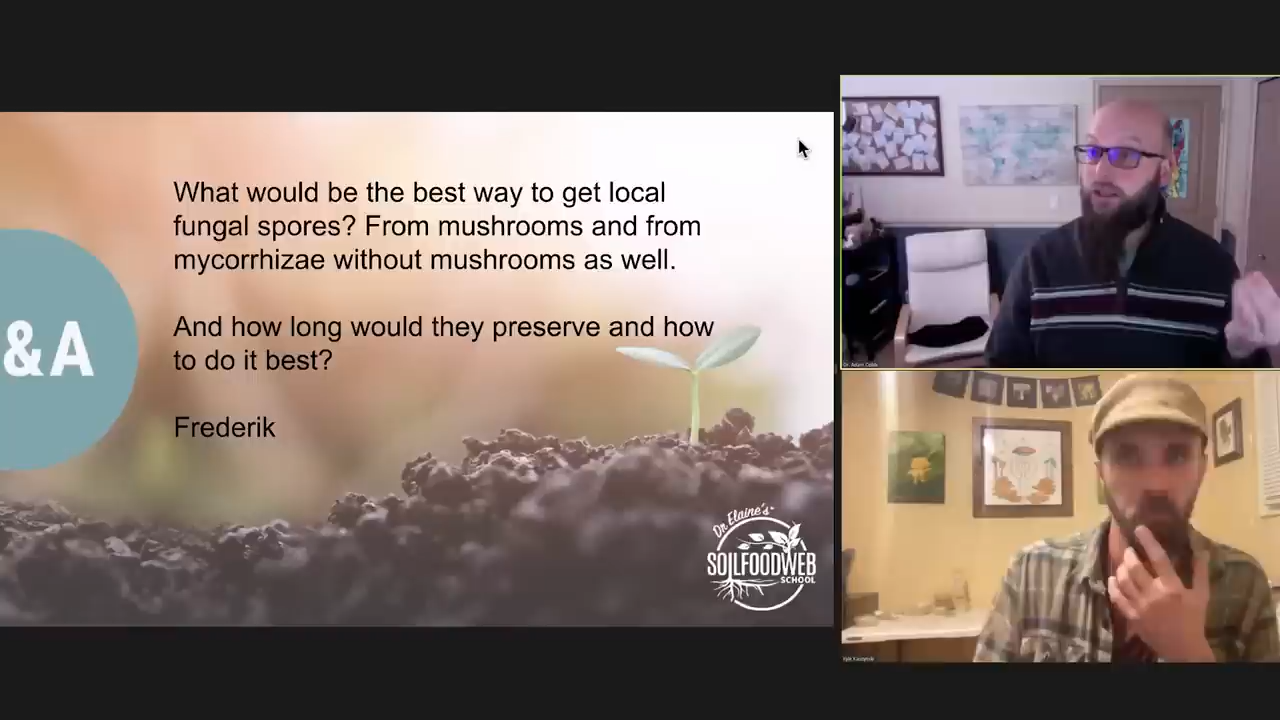 What would be the best way to get local
fungal spores? From mushrooms and from
mycorrhizae without mushrooms as well.
And how long would they preserve and how
to do it best?
Frederik
&A
Dr. Elaine's™
SOILFOODWEB
SCHOOL